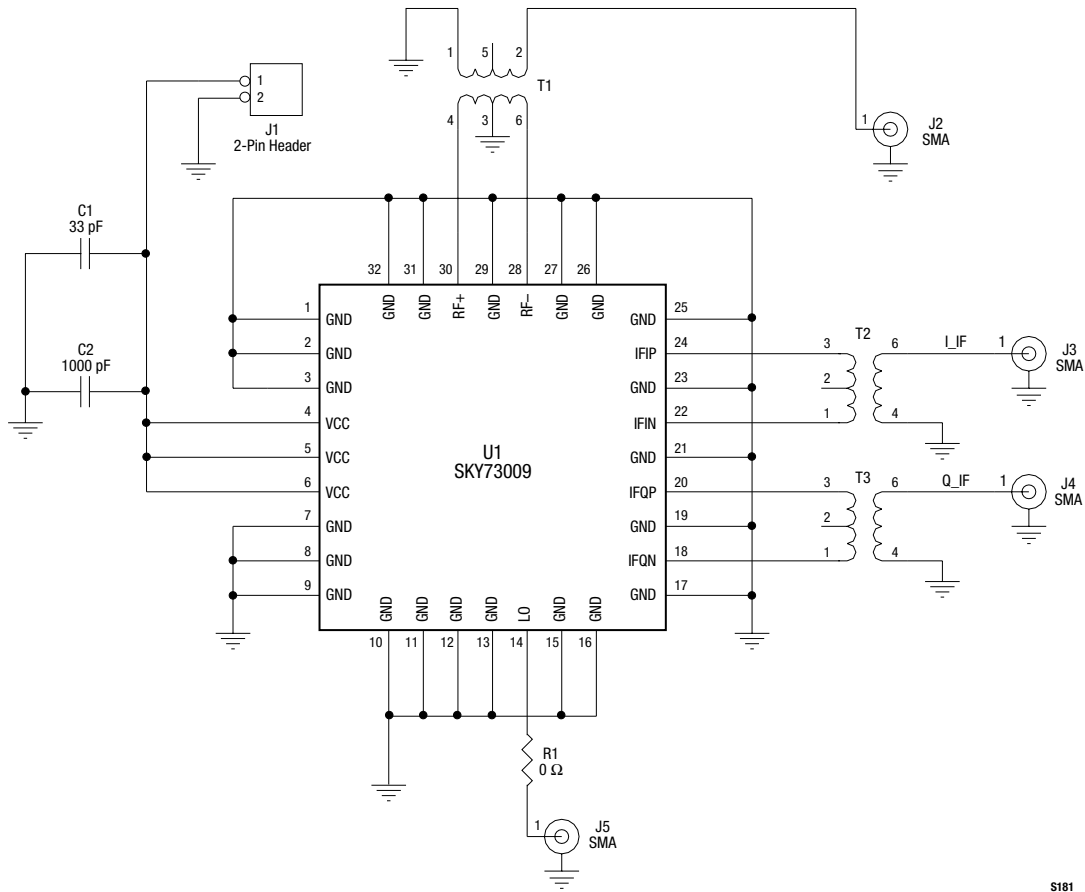 1 5 2
T1
4 3 6
1
2
J1
2-Pin Header
1
J2
SMA
C1
33 pF
C2
1000 pF
32 31 30 29 28 27 26
GND GND RF+ GND RF– GND GND
1 GND
2 GND
3 GND
4 VCC
5 VCC
6 VCC
7 GND
8 GND
9 GND
U1
SKY73009
GND 25
IFIP 24
GND 23
IFIN 22
GND 21
IFQP 20
GND 19
IFQN 18
GND 17
T2
3 6 I_IF 1
2
1 4
J3
SMA
T3
3 6 Q_IF 1
2
1 4
J4
SMA
GND GND GND GND LO GND GND
10 11 12 13 14 15 16
R1
0 Ω
1
J5
SMA
S181